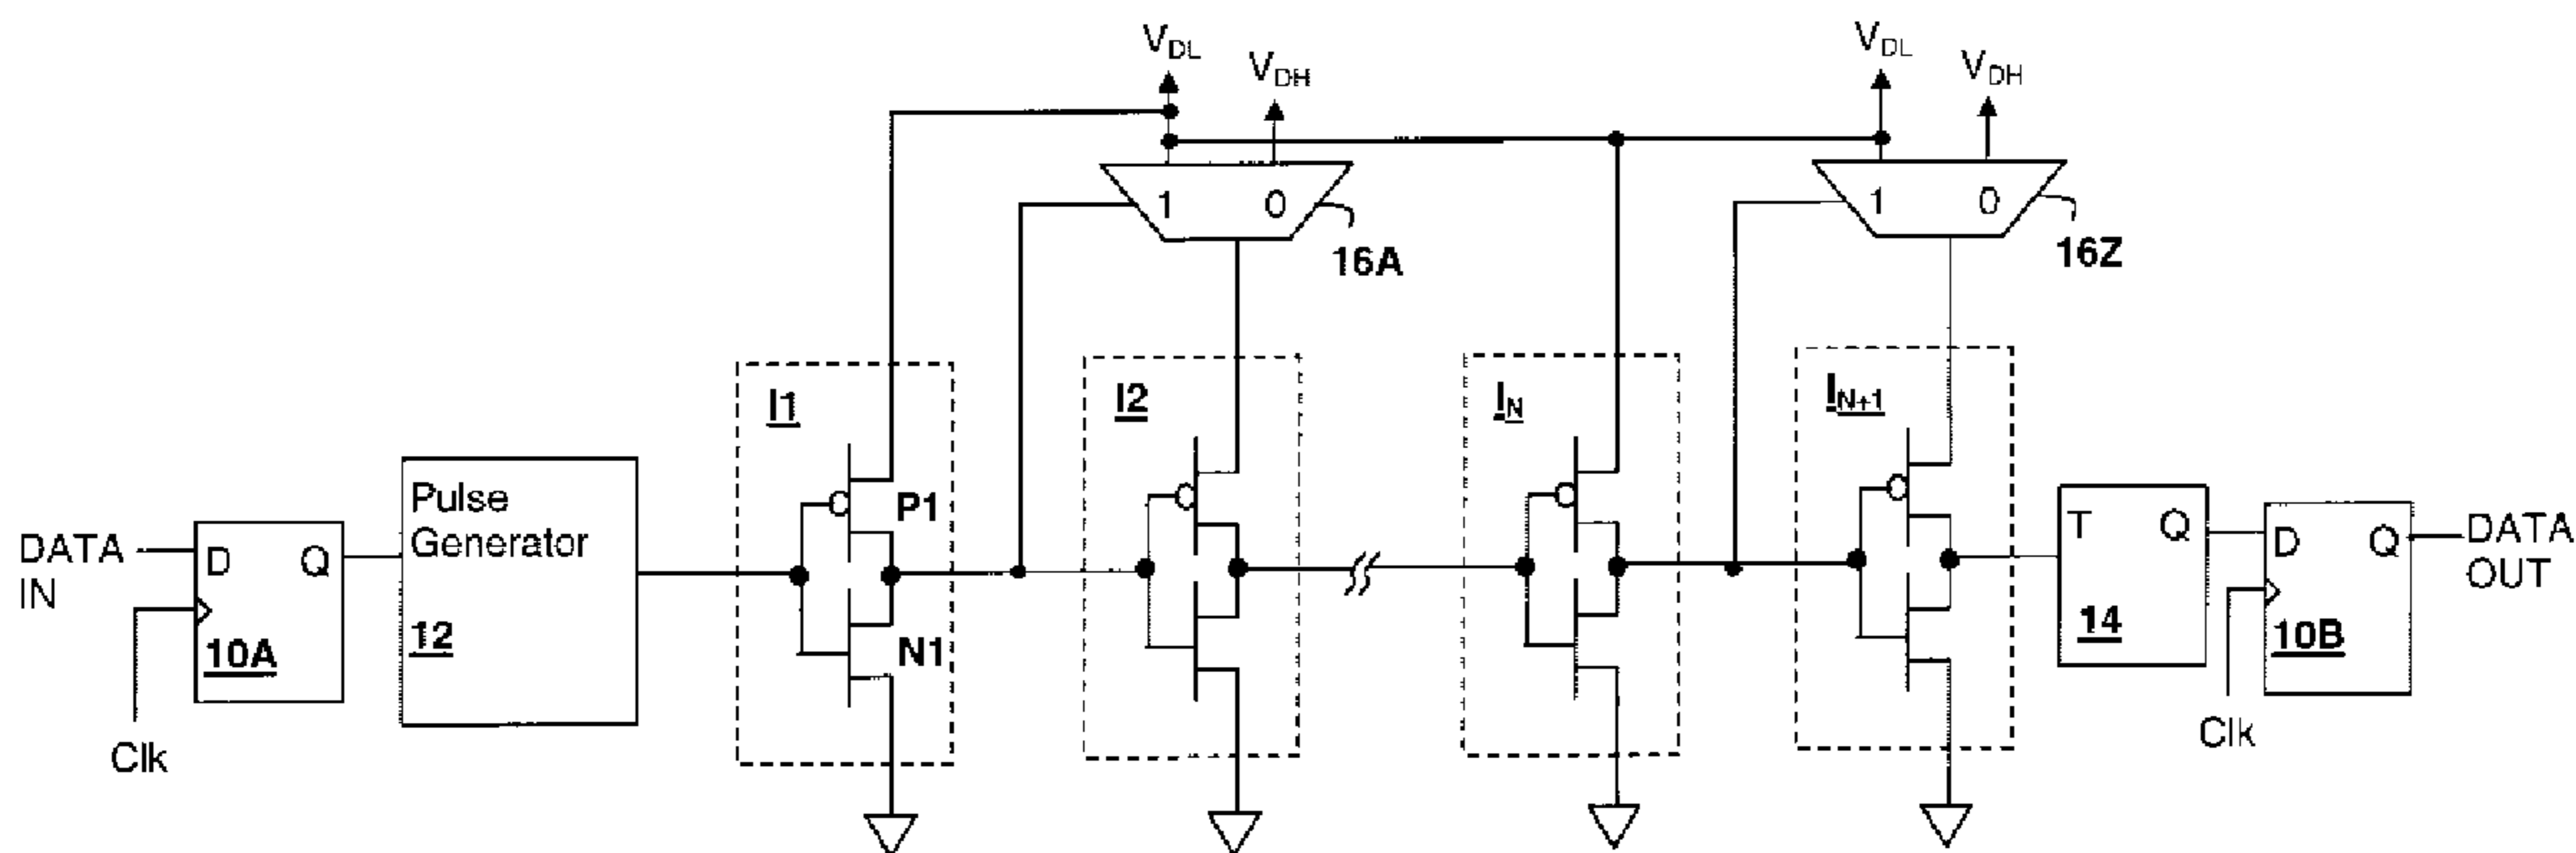 V_DL
V_DH
V_DL
V_DH
1 0
1 0
16A
16Z
I1
I2
I_N
I_N+1
P1
N1
Pulse
Generator
12
DATA
IN
D Q
10A
Clk
T Q
14
D Q
10B
Clk
DATA
OUT